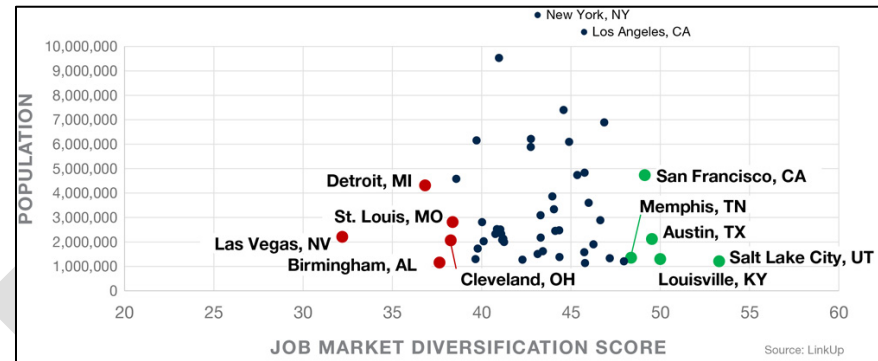 New York, NY
Los Angeles, CA
10,000,000
9,000,000
8,000,000
7,000,000
6,000,000
5,000,000
4,000,000
3,000,000
2,000,000
1,000,000
0
POPULATION
Detroit, MI
San Francisco, CA
Memphis, TN
St. Louis, MO
Austin, TX
Las Vegas, NV
Salt Lake City, UT
Birmingham, AL
Cleveland, OH
Louisville, KY
20 25 30 35 40 45 50 55 60
JOB MARKET DIVERSIFICATION SCORE
Source: LinkUp